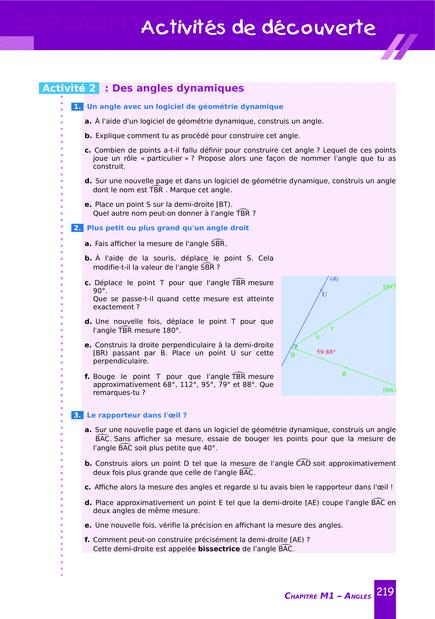 Activités de découverte
Activité 2 : Des angles dynamiques
1. Un angle avec un logiciel de géométrie dynamique
a. À l'aide d'un logiciel de géométrie dynamique, construis un angle.
b. Explique comment tu as procédé pour construire cet angle.
c. Combien de points a-t-il fallu définir pour construire cet angle ? Lequel de ces points
joue un rôle « particulier » ? Propose alors une façon de nommer l'angle que tu as
construit.
d. Sur une nouvelle page et dans un logiciel de géométrie dynamique, construis un angle
dont le nom est TBR . Marque cet angle.
e. Place un point S sur la demi-droite [BT).
Quel autre nom peut-on donner à l'angle TBR ?
2. Plus petit ou plus grand qu'un angle droit
a. Fais afficher la mesure de l'angle SBR.
b. À l'aide de la souris, déplace le point S. Cela
modifie-t-il la valeur de l'angle SBR ?
c. Déplace le point T pour que l'angle TBR mesure
90°.
Que se passe-t-il quand cette mesure est atteinte
exactement ?
d. Une nouvelle fois, déplace le point T pour que
l'angle TBR mesure 180°.
e. Construis la droite perpendiculaire à la demi-droite
[BR) passant par B. Place un point U sur cette
perpendiculaire.
f. Bouge le point T pour que l'angle TBR mesure
approximativement 68°, 112°, 95°, 79° et 88°. Que
remarques-tu ?
(d)
[BT)
U
T
S
59.88°
B
R
[BR)
3. Le rapporteur dans l'œil ?
a. Sur une nouvelle page et dans un logiciel de géométrie dynamique, construis un angle
BAC. Sans afficher sa mesure, essaie de bouger les points pour que la mesure de
l'angle BAC soit plus petite que 40°.
b. Construis alors un point D tel que la mesure de l'angle CAD soit approximativement
deux fois plus grande que celle de l'angle BAC.
c. Affiche alors la mesure des angles et regarde si tu avais bien le rapporteur dans l'œil !
d. Place approximativement un point E tel que la demi-droite [AE) coupe l'angle BAC en
deux angles de même mesure.
e. Une nouvelle fois, vérifie la précision en affichant la mesure des angles.
f. Comment peut-on construire précisément la demi-droite [AE) ?
Cette demi-droite est appelée bissectrice de l'angle BAC.
CHAPITRE M1 – ANGLES 219